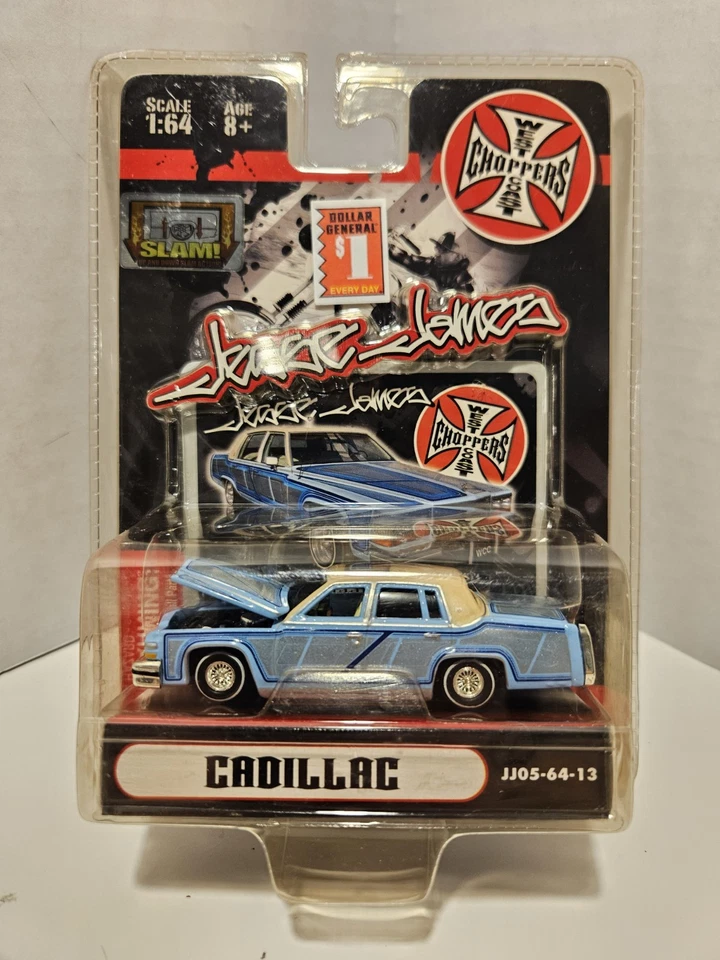 SCALE
1:64
AGE
8+
WEST
CHOPPERS
COAST
SLAM!
DOLLAR
GENERAL
$1
EVERY DAY
Jesse James
Jesse James
WEST
CHOPPERS
COAST
WCC
CADILLAC
JJ05-64-13